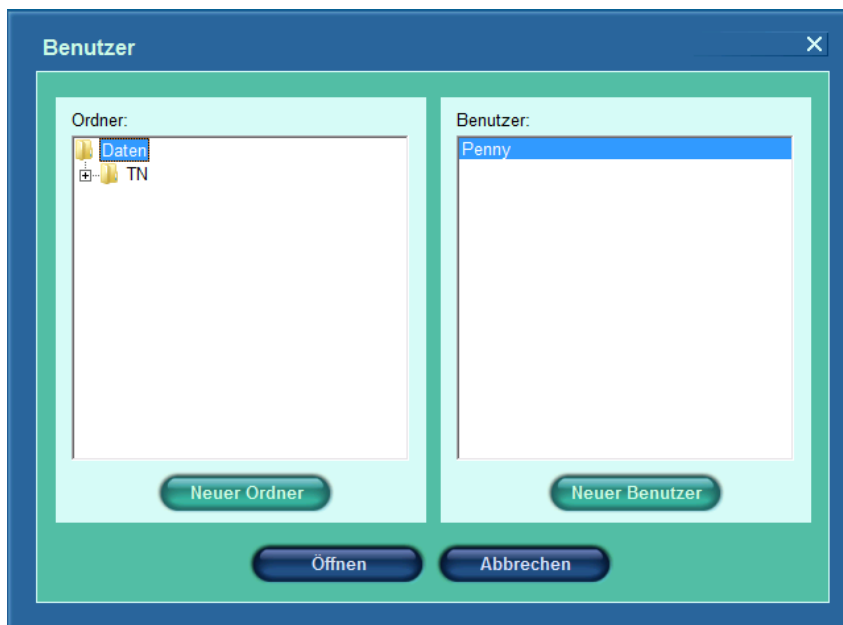 Benutzer
Ordner:
Daten
TN
Neuer Ordner
Benutzer:
Penny
Neuer Benutzer
Öffnen
Abbrechen